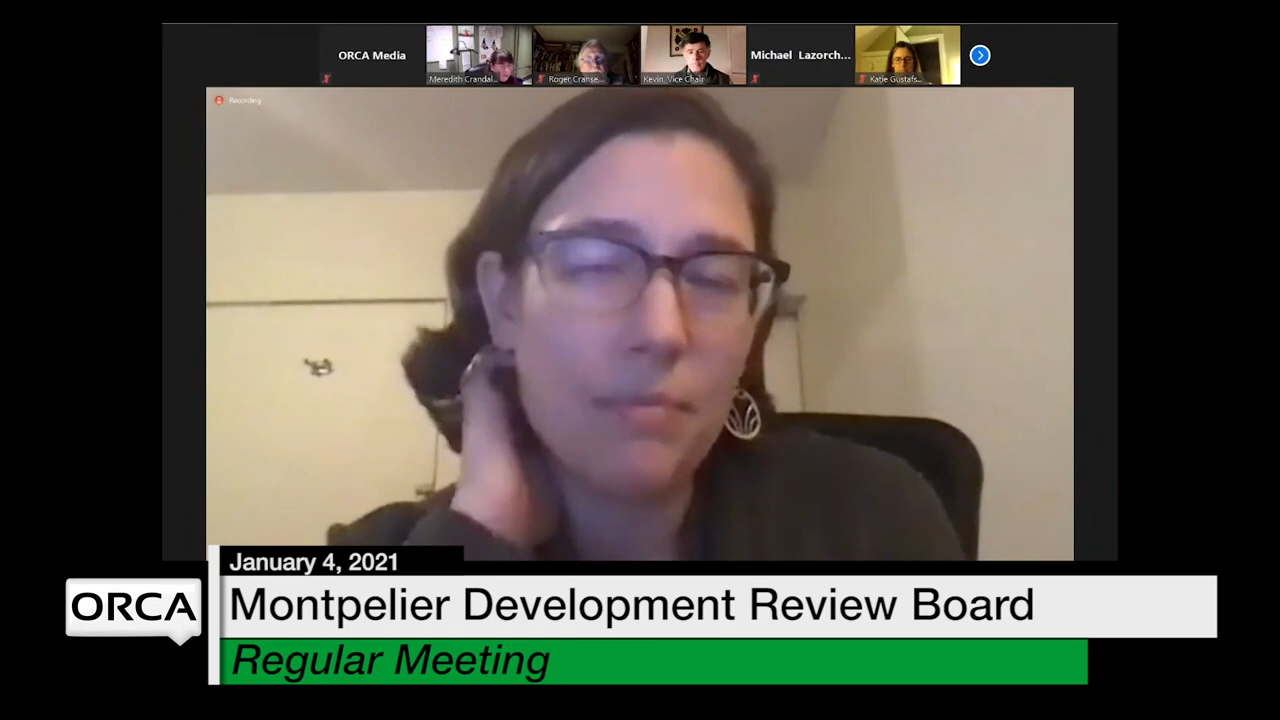 ORCA Media
Meredith Crandal...
Roger Cranse...
Kevin, Vice Chair
Michael Lazorch...
Katie Gustafs...
Recording
January 4, 2021
ORCA
Montpelier Development Review Board
Regular Meeting